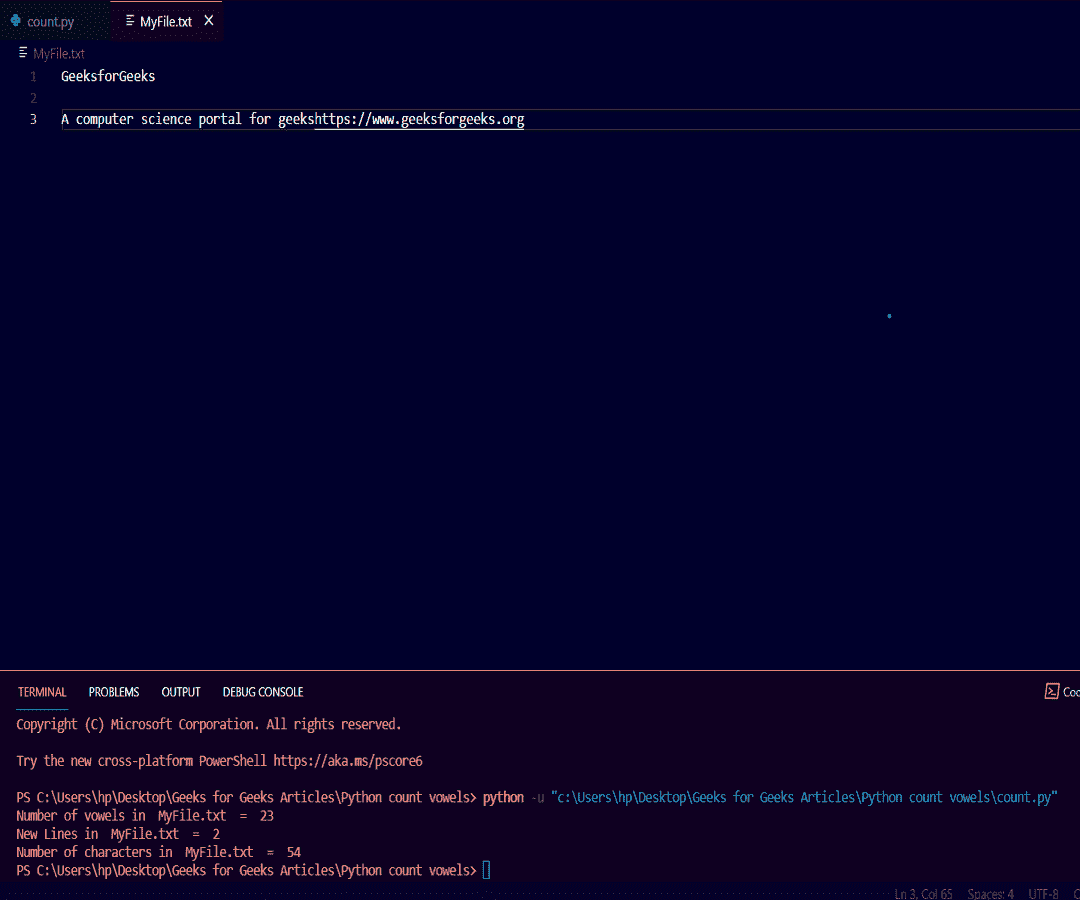 count.py MyFile.txt X
MyFile.txt
1 GeeksforGeeks
2
3 A computer science portal for geekshttps://www.geeksforgeeks.org
TERMINAL PROBLEMS OUTPUT DEBUG CONSOLE
Copyright (C) Microsoft Corporation. All rights reserved.
Try the new cross-platform PowerShell https://aka.ms/pscore6
PS C:\Users\hp\Desktop\Geeks for Geeks Articles\Python count vowels> python -u "c:\Users\hp\Desktop\Geeks for Geeks Articles\Python count vowels\count.py"
Number of vowels in  MyFile.txt  =  23
New Lines in  MyFile.txt  =  2
Number of characters in  MyFile.txt  =  54
PS C:\Users\hp\Desktop\Geeks for Geeks Articles\Python count vowels>
Ln 3, Col 65 Spaces: 4 UTF-8